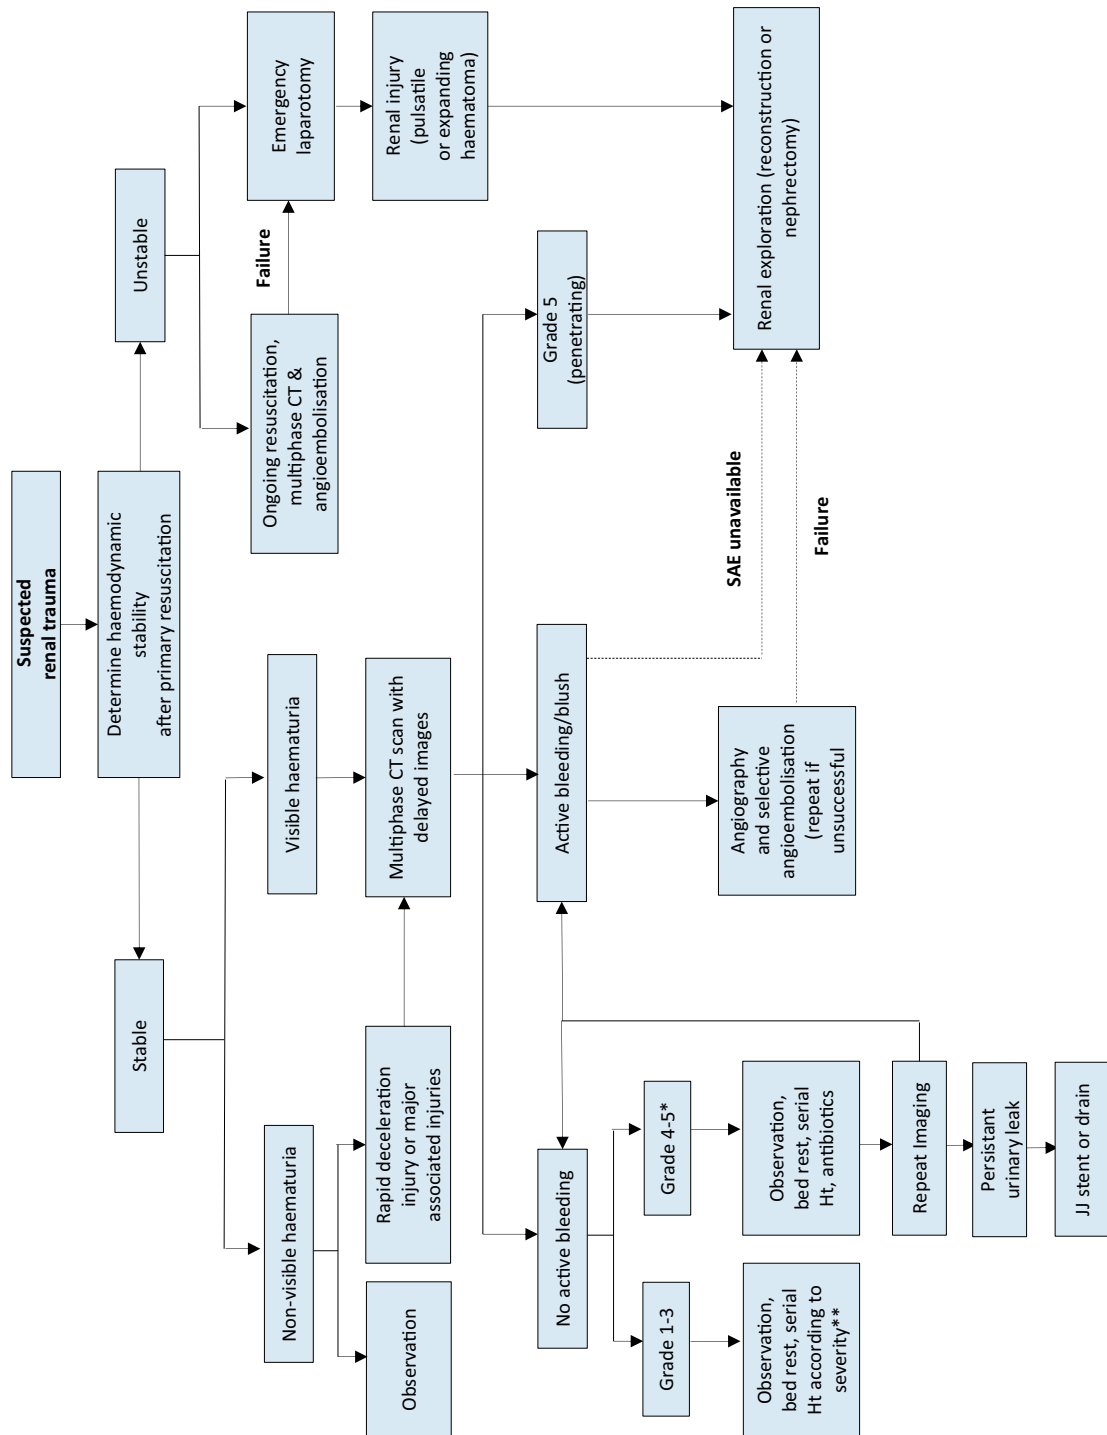 Suspected
renal trauma
Determine haemodynamic
stability
after primary resuscitation
Stable
Unstable
Non-visible haematuria
Visible haematuria
Ongoing resuscitation,
multiphase CT &
angioembolisation
Failure
Emergency
laparotomy
Observation
Rapid deceleration
injury or major
associated injuries
Multiphase CT scan with
delayed images
Renal injury
(pulsatile
or expanding
haematoma)
No active bleeding
Active bleeding/blush
Grade 5
(penetrating)
Grade 1-3
Grade 4-5*
Observation,
bed rest, serial
Ht according to
severity**
Observation,
bed rest, serial
Ht, antibiotics
Angiography
and selective
angioembolisation
(repeat if
unsuccessful
SAE unavailable
Failure
Renal exploration (reconstruction or
nephrectomy)
Repeat Imaging
Persistant
urinary leak
JJ stent or drain